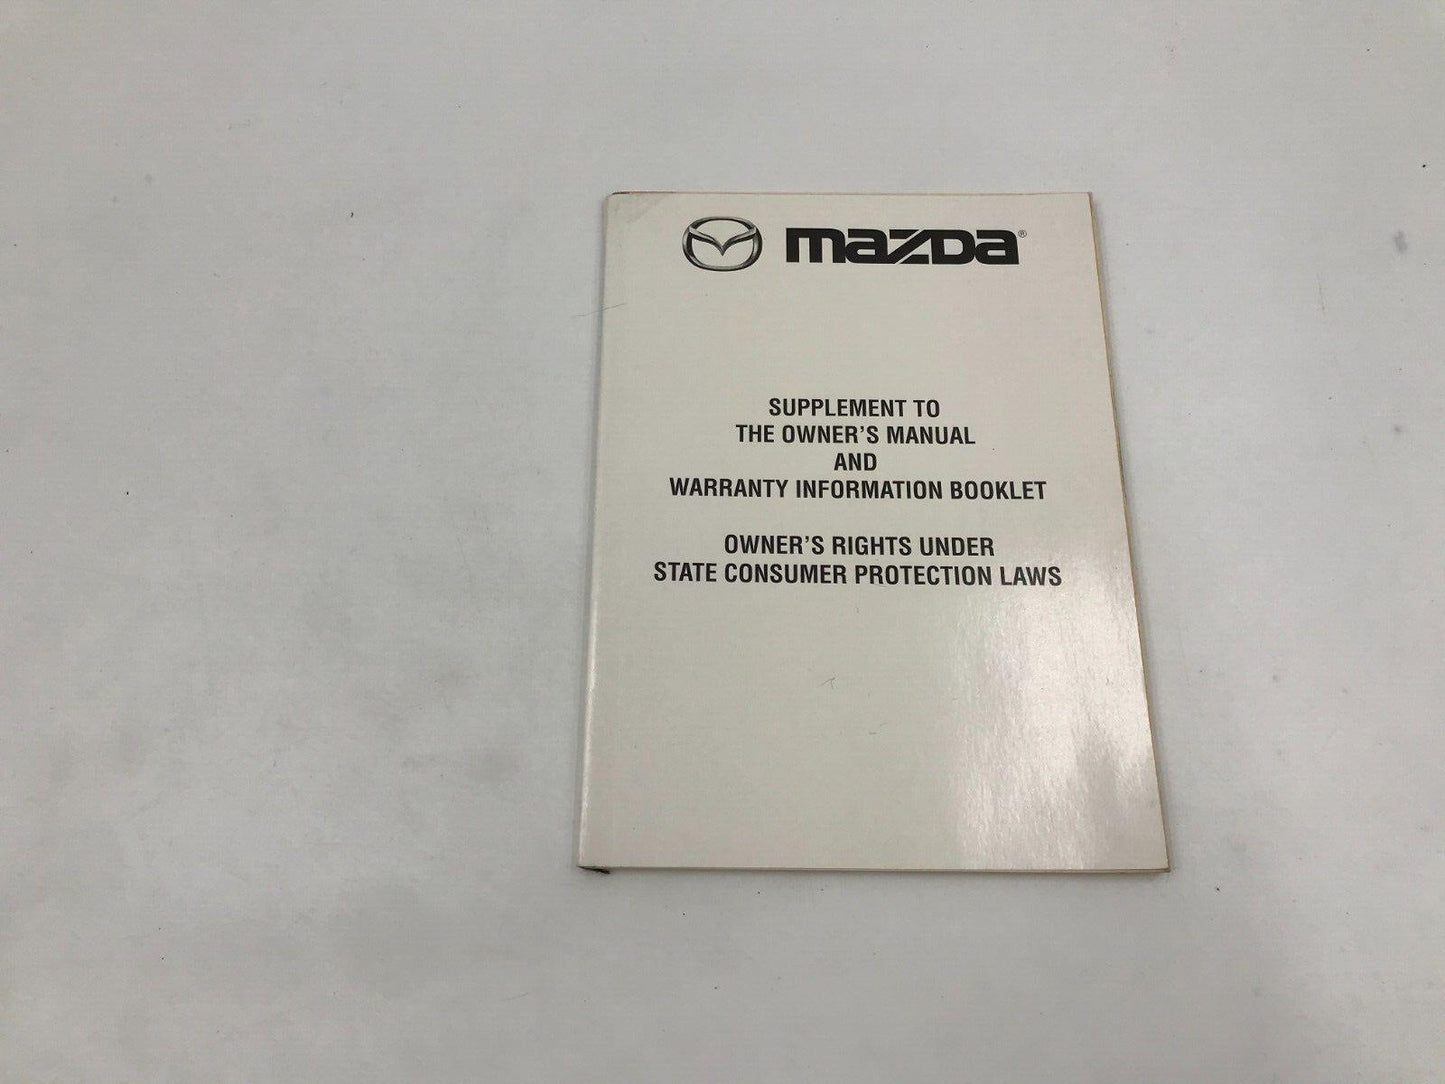 mazda®
SUPPLEMENT TO
THE OWNER'S MANUAL
AND
WARRANTY INFORMATION BOOKLET
OWNER'S RIGHTS UNDER
STATE CONSUMER PROTECTION LAWS